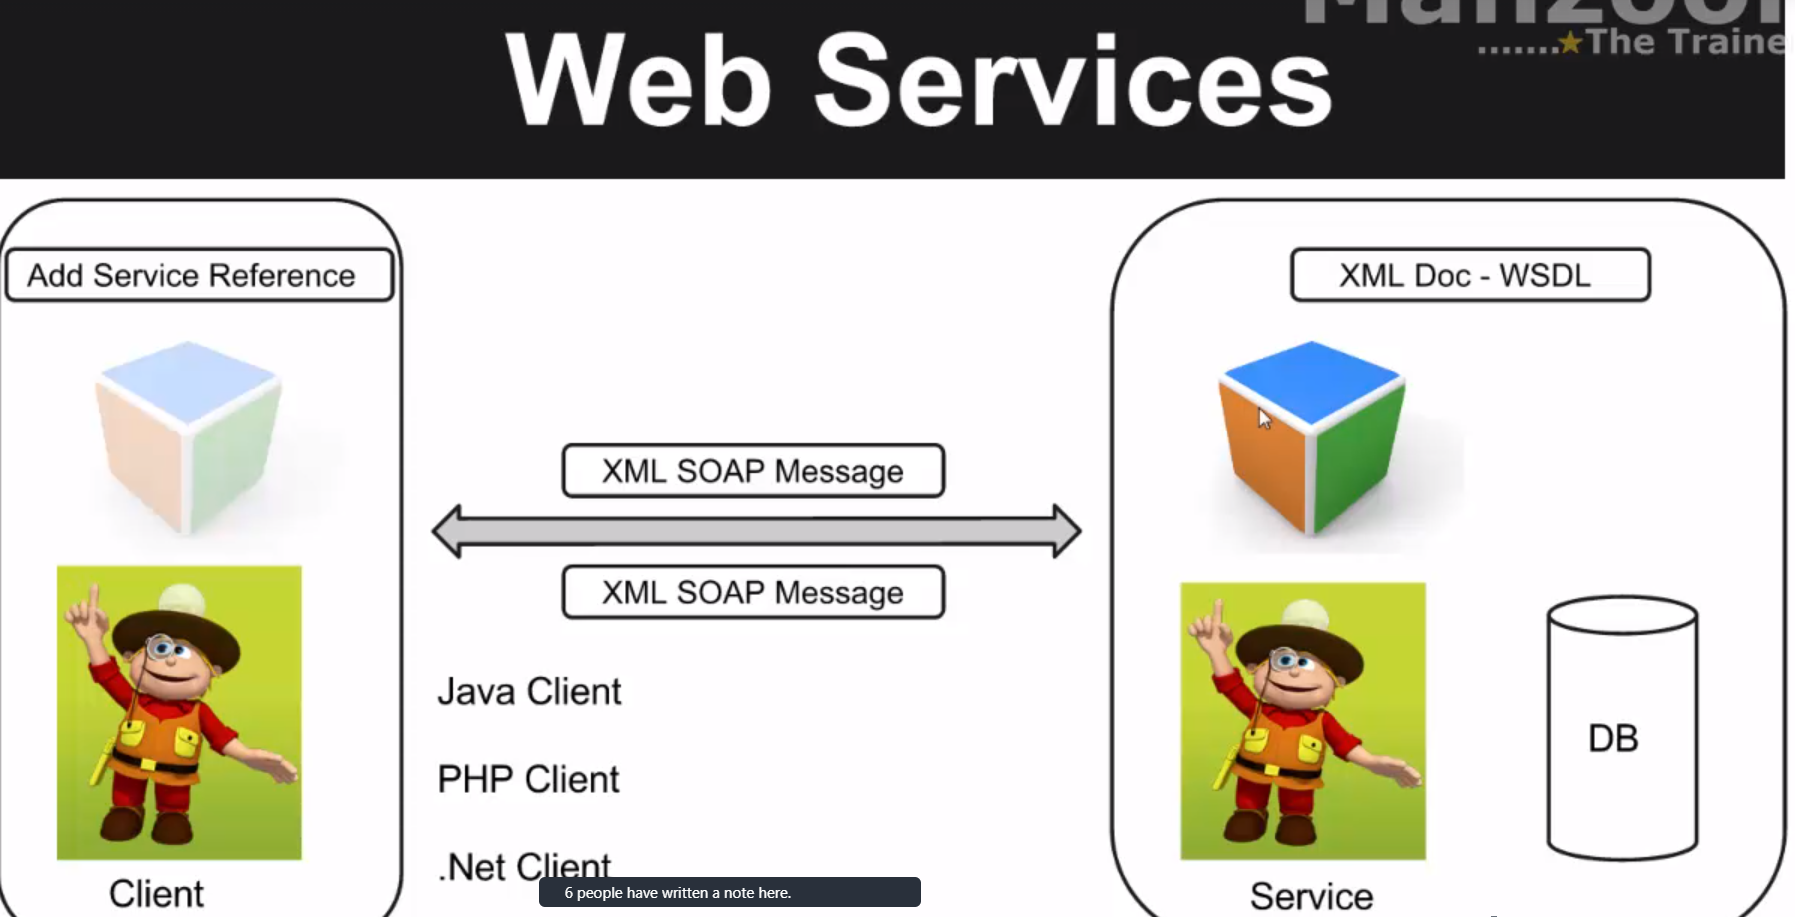 Web Services
.......★The Traine
Add Service Reference
XML Doc - WSDL
XML SOAP Message
XML SOAP Message
Java Client
PHP Client
.Net Client
DB
Client
Service
6 people have written a note here.